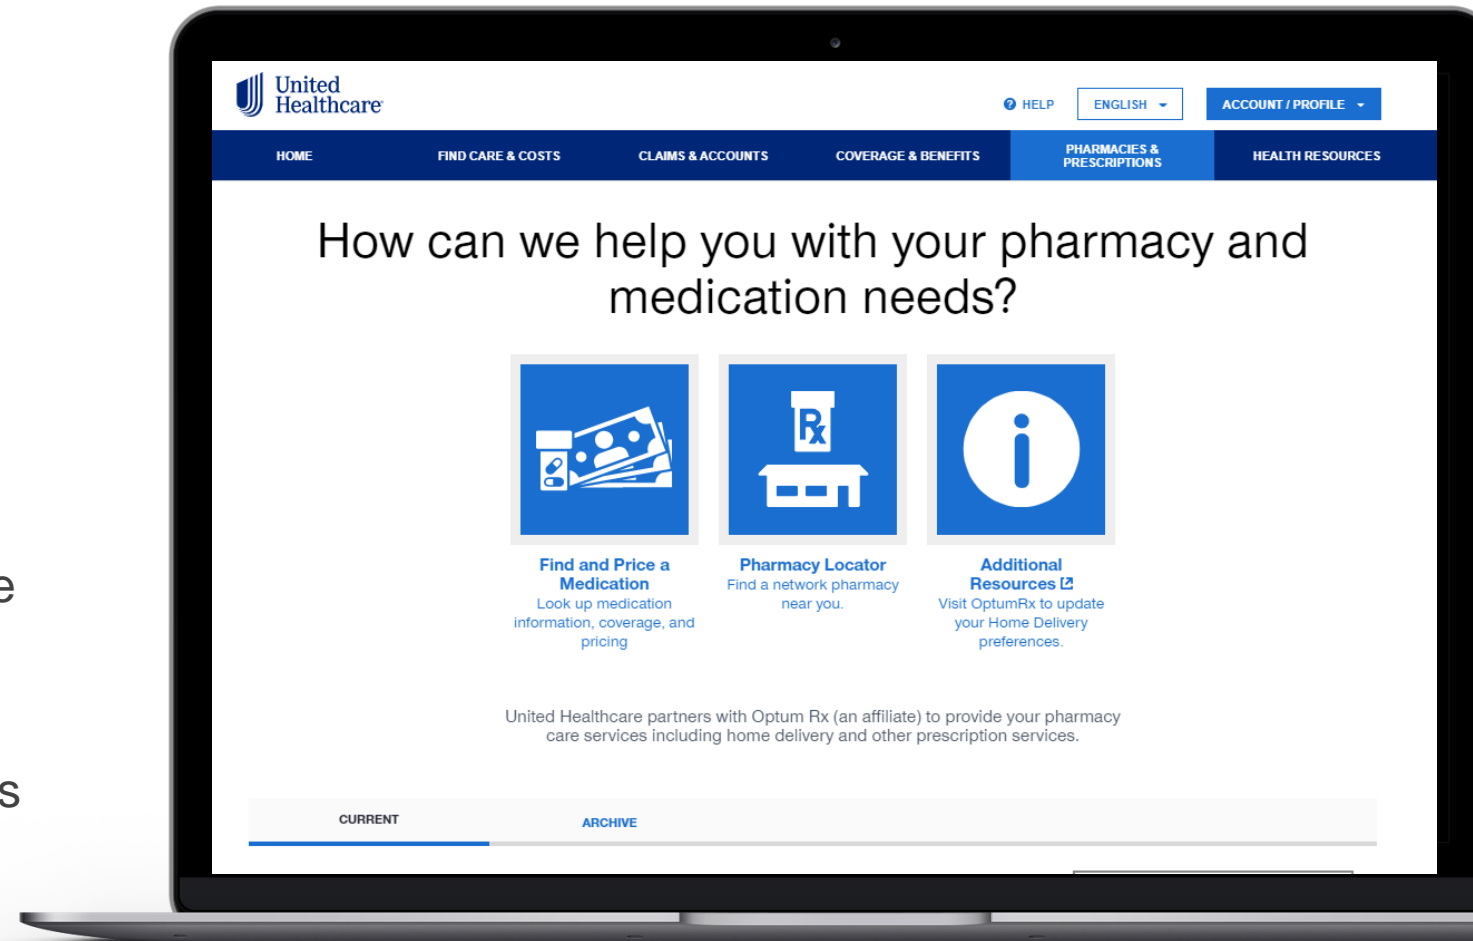 United
Healthcare
HELP
ENGLISH
ACCOUNT / PROFILE
HOME
FIND CARE & COSTS
CLAIMS & ACCOUNTS
COVERAGE & BENEFITS
PHARMACIES &
PRESCRIPTIONS
HEALTH RESOURCES
How can we help you with your pharmacy and
medication needs?
Rx
i
Find and Price a
Medication
Look up medication
information, coverage, and
pricing
Pharmacy Locator
Find a network pharmacy
near you.
Additional
Resources
Visit OptumRx to update
your Home Delivery
preferences.
e
United Healthcare partners with Optum Rx (an affiliate) to provide your pharmacy
care services including home delivery and other prescription services.
s
CURRENT
ARCHIVE